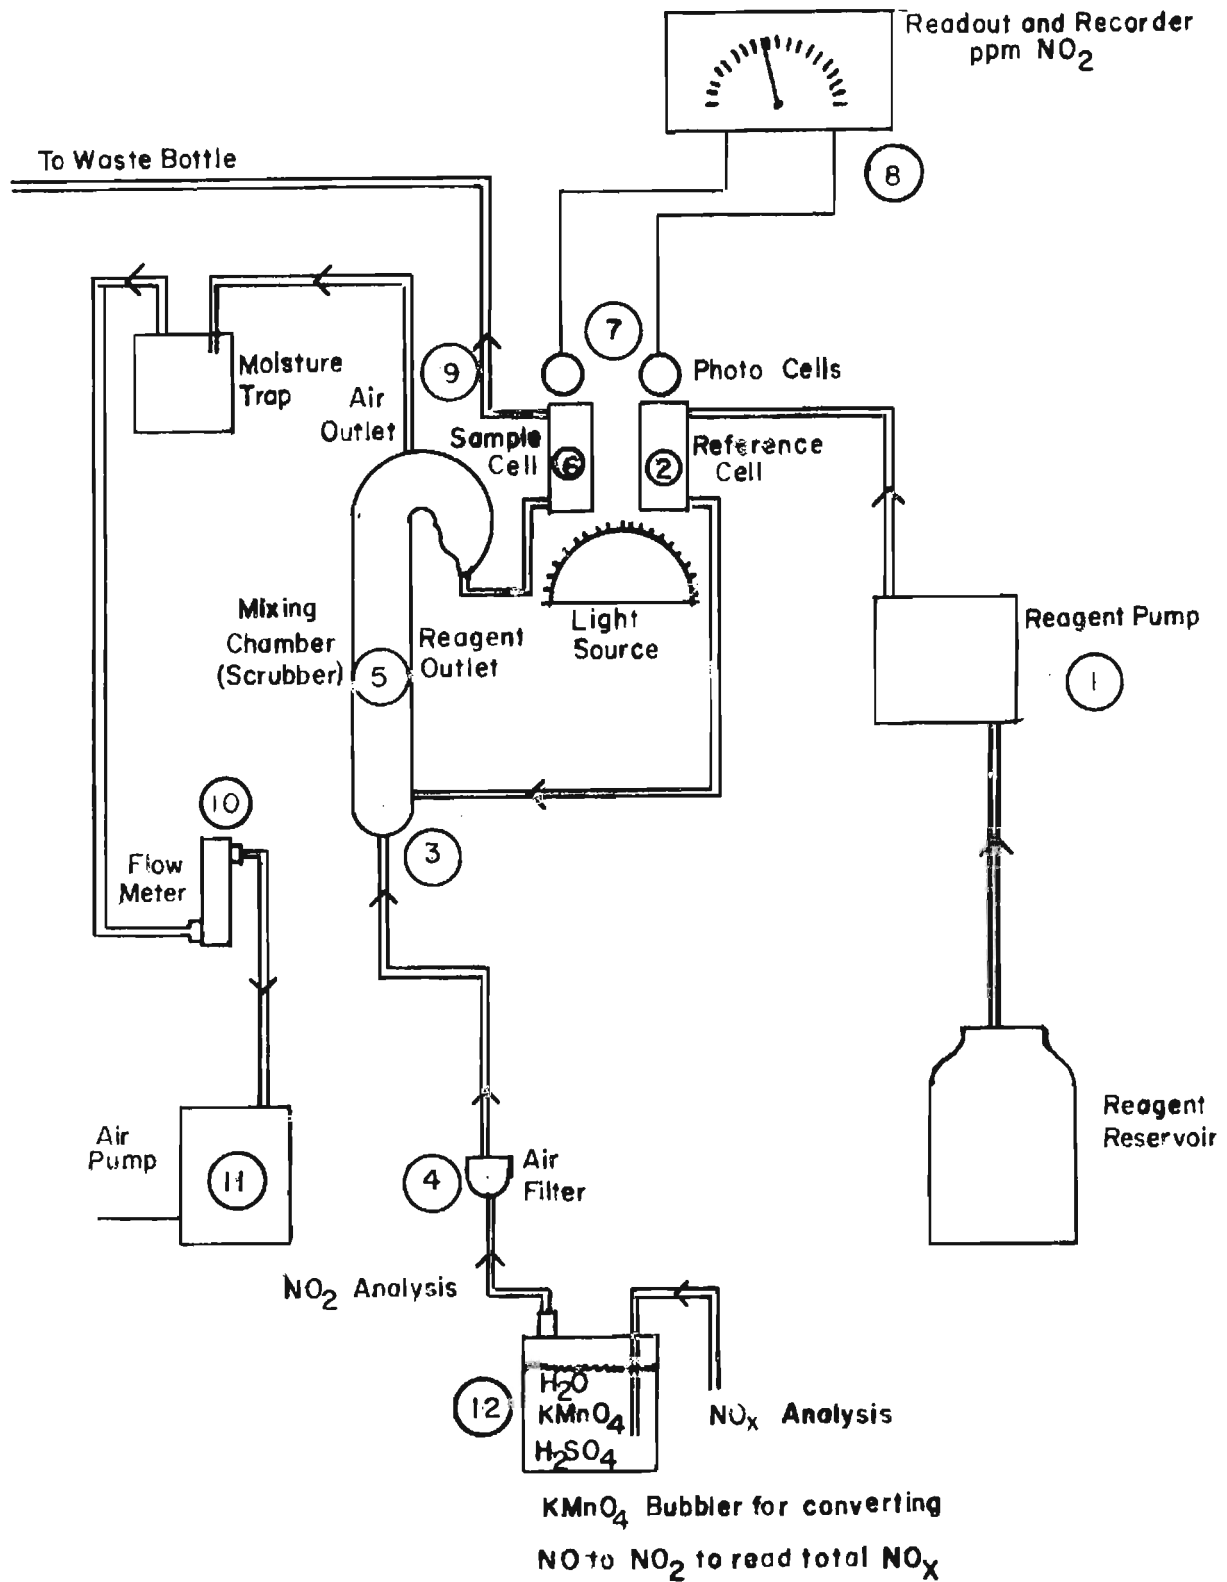 Readout and Recorder
ppm NO2
8
To Waste Bottle
7
Photo Cells
9
Moisture
Trap
Air
Outlet
Sample
Cell
6
2
Reference
Cell
Light
Source
Mixing
Chamber
(Scrubber)
5
Reagent
Outlet
Reagent Pump
1
10
3
Flow
Meter
Reagent
Reservoir
Air
Pump
11
4
Air
Filter
NO2 Analysis
12
H2O
KMnO4
H2SO4
NOx Analysis
KMnO4 Bubbler for converting
NO to NO2 to read total NOx